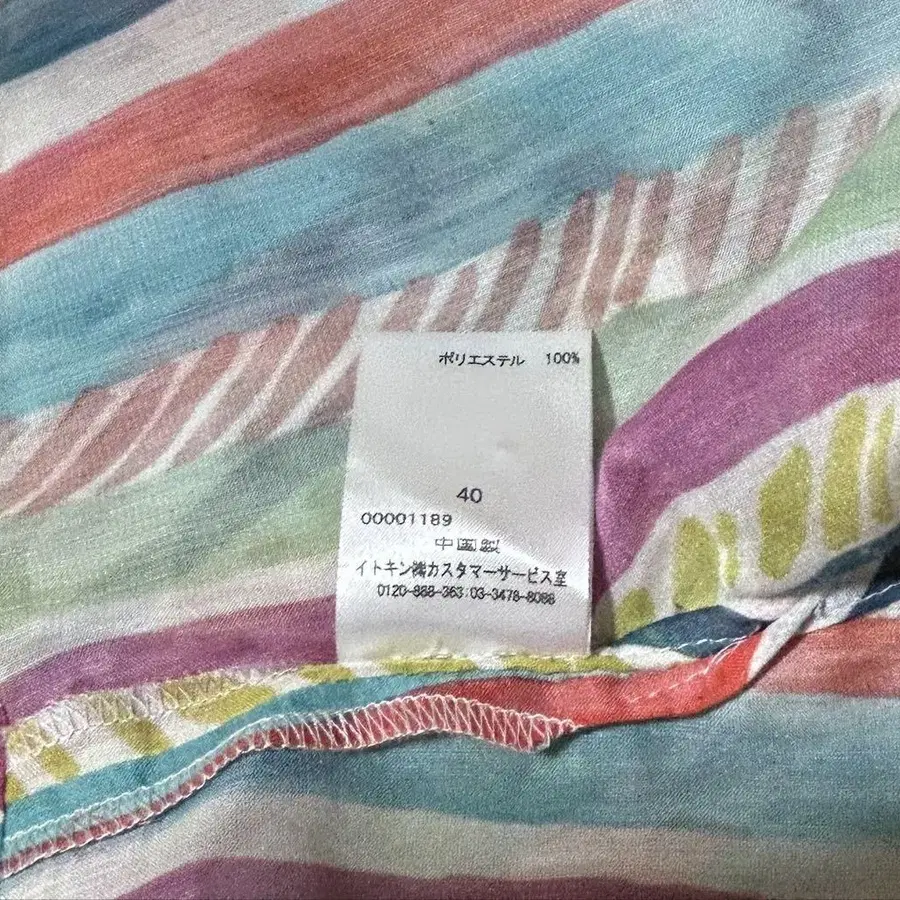 ポリエステル 100%
40
00001189
中国製
イトキン㈱カスタマーサービス室
0120-888-363:03-3478-8088